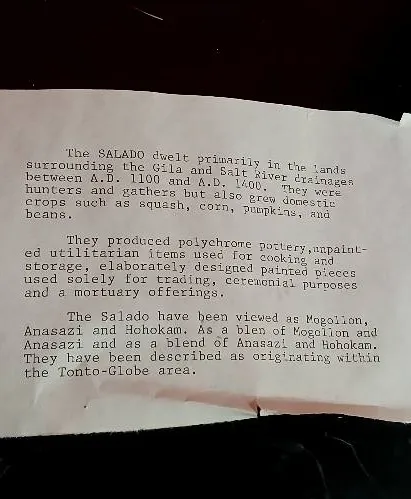 The SALADO dwelt primarily in the lands
surrounding the Gila and Salt River drainages
between A.D. 1100 and A.D. 1400. They were
hunters and gathers but also grew domestic
crops such as squash, corn, pumpkins, and
beans.
They produced polychrome pottery,unpaint-
ed utilitarian items used for cooking and
storage, elaborately designed painted pieces
used solely for trading, ceremonial purposes
and a mortuary offerings.
The Salado have been viewed as Mogollon,
Anasazi and Hohokam. As a blen of Mogollon and
Anasazi and as a blend of Anasazi and Hohokam.
They have been described as originating within
the Tonto-Globe area.